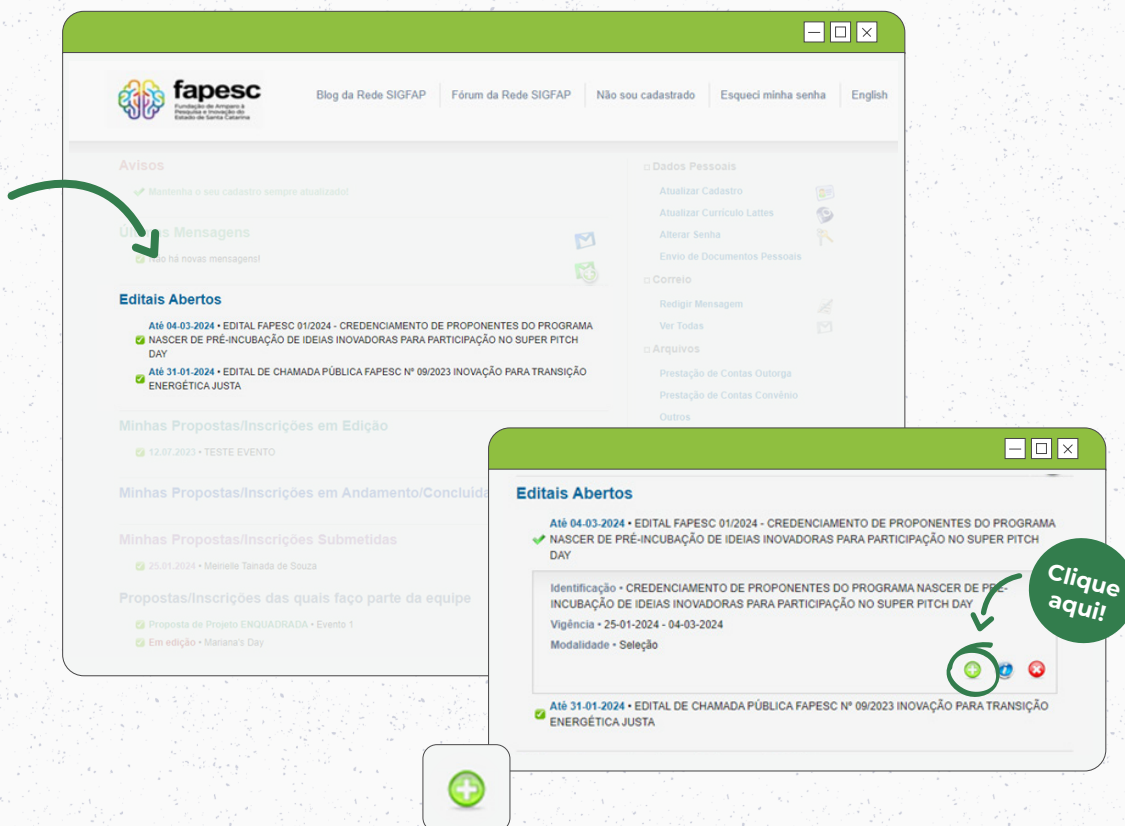 fapesc
Fundação de Amparo à
Pesquisa e Inovação do
Estado de Santa Catarina
Blog da Rede SIGFAP
Fórum da Rede SIGFAP
Não sou cadastrado
Esqueci minha senha
English
Avisos
Mantenha o seu cadastro sempre atualizado!
Mensagens
Não há novas mensagens!
Editais Abertos
Até 04-03-2024 • EDITAL FAPESC 01/2024 - CREDENCIAMENTO DE PROPONENTES DO PROGRAMA
NASCER DE PRÉ-INCUBAÇÃO DE IDEIAS INOVADORAS PARA PARTICIPAÇÃO NO SUPER PITCH
DAY
Até 31-01-2024 • EDITAL DE CHAMADA PÚBLICA FAPESC Nº 09/2023 INOVAÇÃO PARA TRANSIÇÃO
ENERGÉTICA JUSTA
Minhas Propostas/Inscrições em Edição
12.07.2023 • TESTE EVENTO
Minhas Propostas/Inscrições em Andamento/Concluída
Minhas Propostas/Inscrições Submetidas
25.01.2024 • Meirielle Tainada de Souza
Propostas/Inscrições das quais faço parte da equipe
Proposta de Projeto ENQUADRADA • Evento 1
Em edição • Mariana's Day
Dados Pessoais
Atualizar Cadastro
Atualizar Currículo Lattes
Alterar Senha
Envio de Documentos Pessoais
Correio
Redigir Mensagem
Ver Todas
Arquivos
Prestação de Contas Outorga
Prestação de Contas Convênio
Outros
Editais Abertos
Até 04-03-2024 • EDITAL FAPESC 01/2024 - CREDENCIAMENTO DE PROPONENTES DO PROGRAMA
NASCER DE PRÉ-INCUBAÇÃO DE IDEIAS INOVADORAS PARA PARTICIPAÇÃO NO SUPER PITCH
DAY
Identificação • CREDENCIAMENTO DE PROPONENTES DO PROGRAMA NASCER DE PRÉ-
INCUBAÇÃO DE IDEIAS INOVADORAS PARA PARTICIPAÇÃO NO SUPER PITCH DAY
Vigência • 25-01-2024 - 04-03-2024
Modalidade • Seleção
Até 31-01-2024 • EDITAL DE CHAMADA PÚBLICA FAPESC Nº 09/2023 INOVAÇÃO PARA TRANSIÇÃO
ENERGÉTICA JUSTA
Clique
aqui!